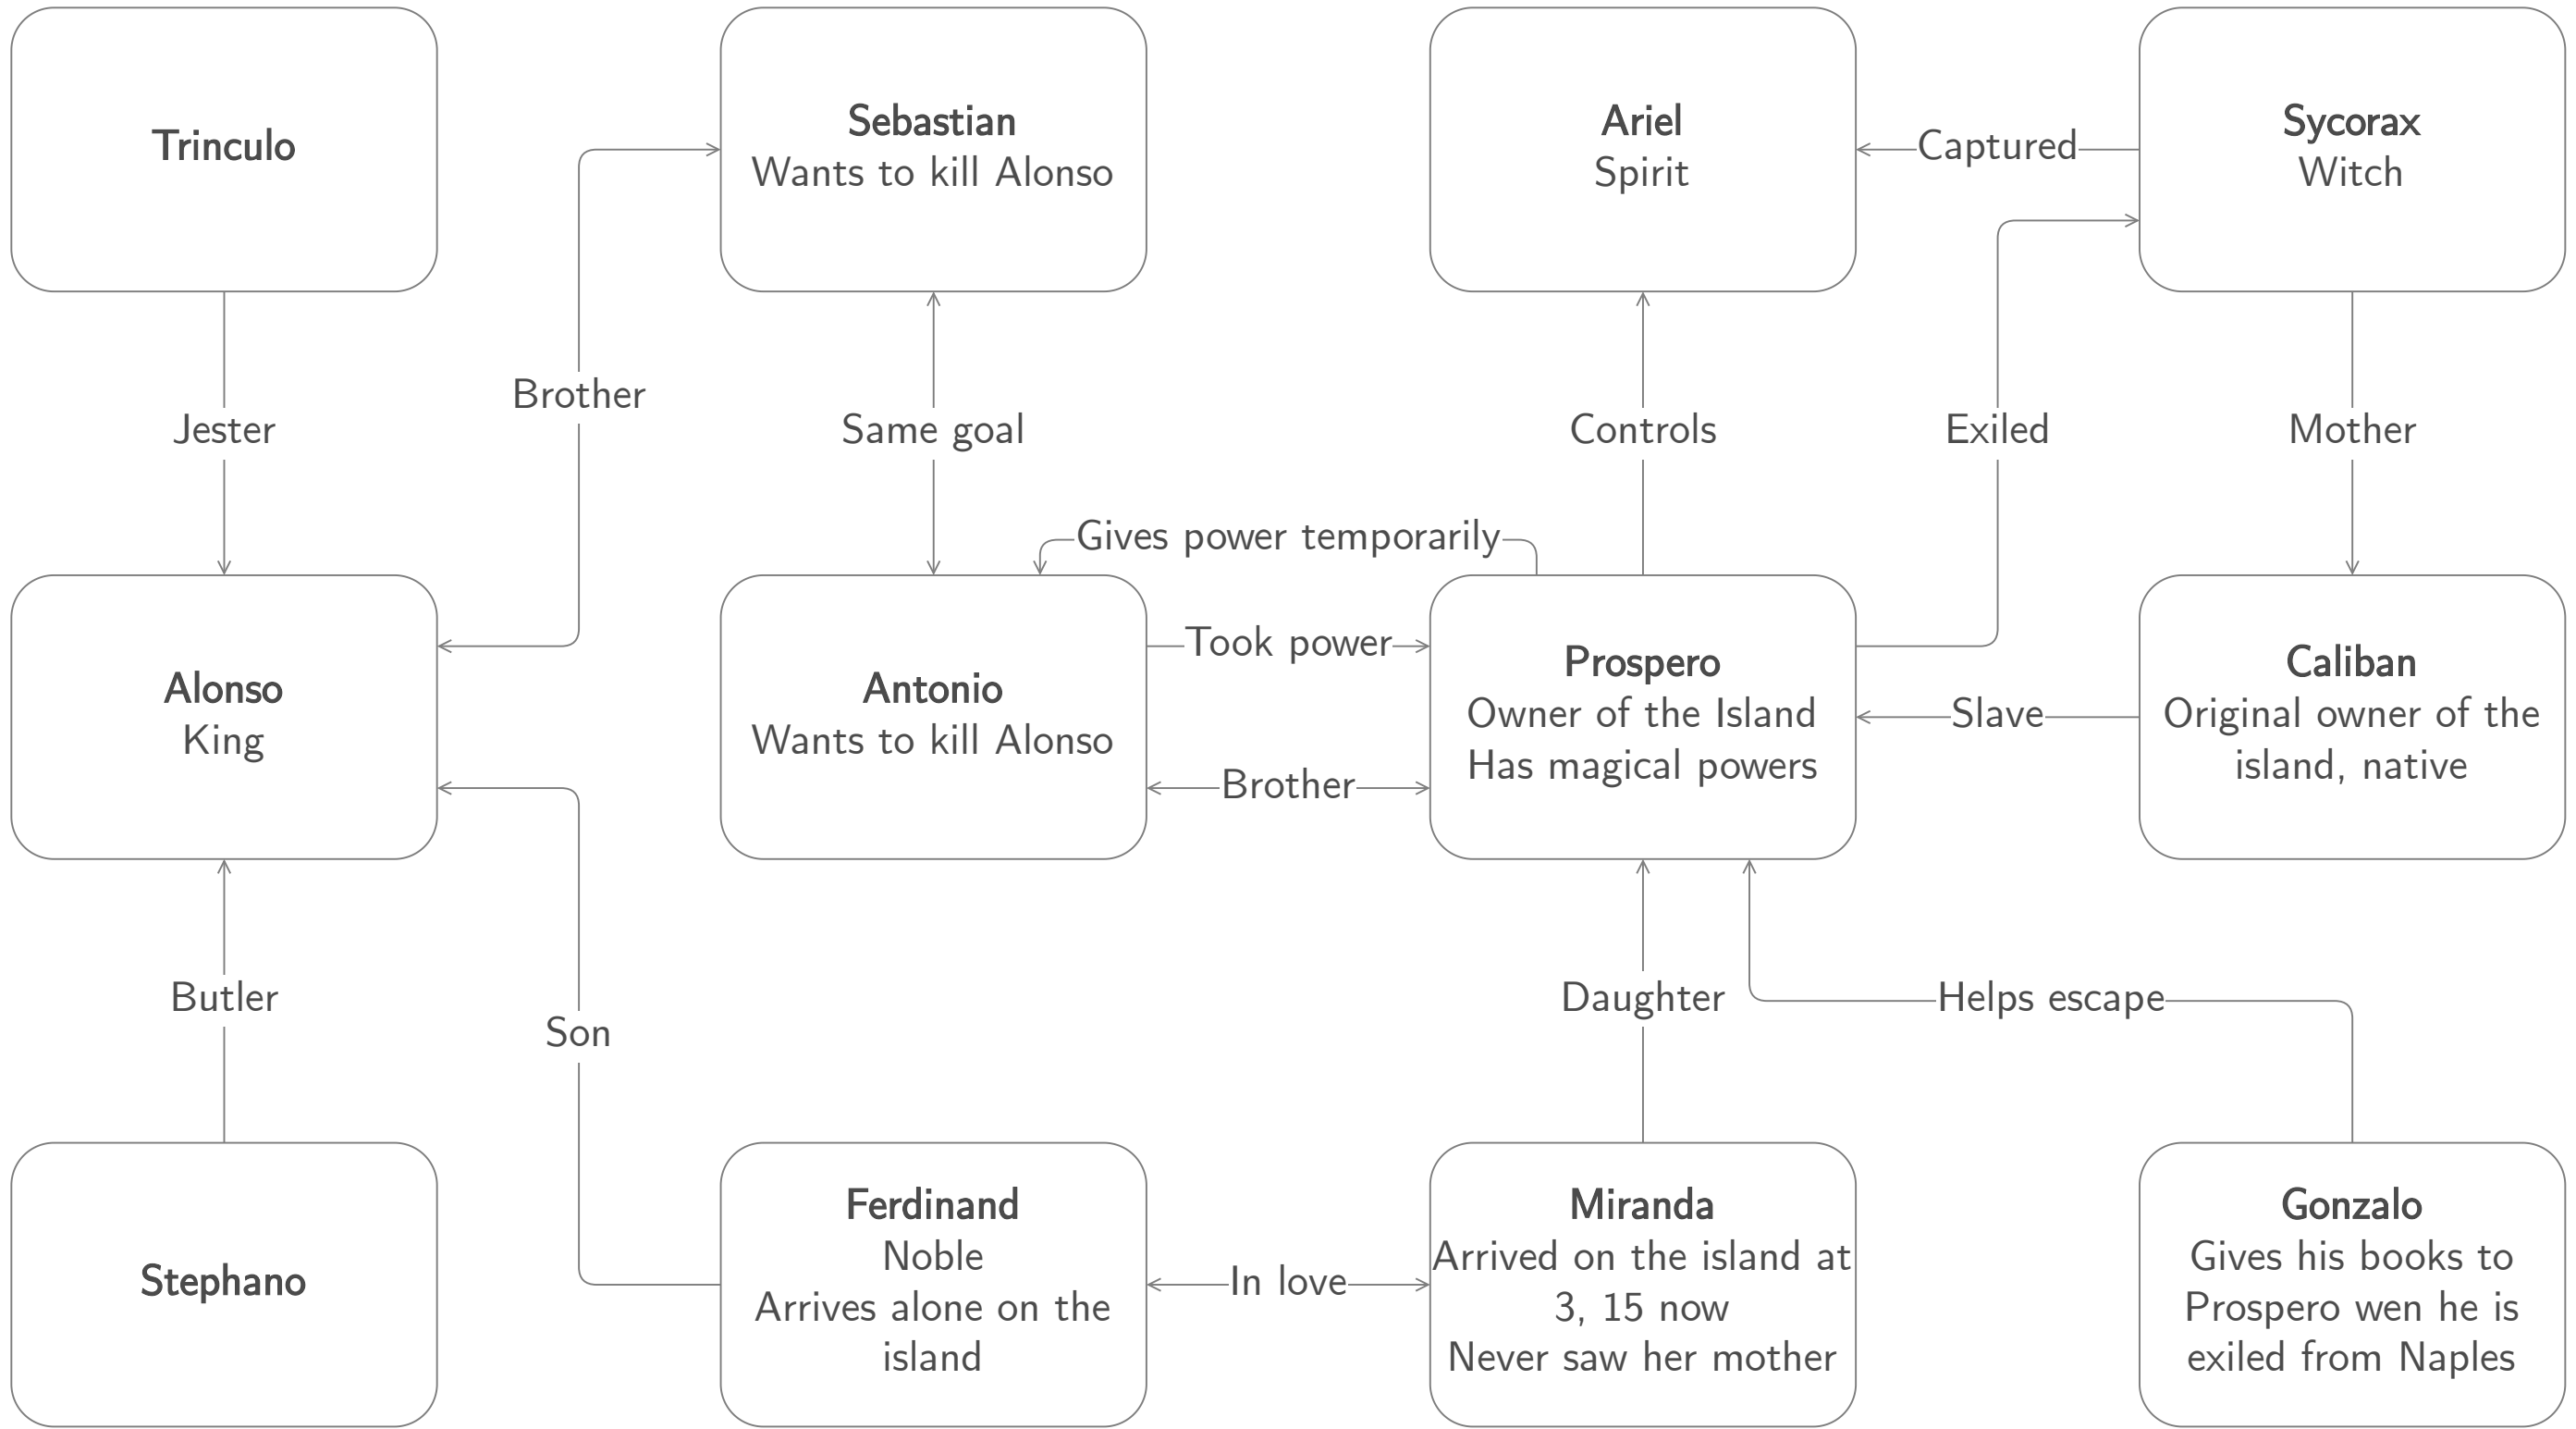 Trinculo
Sebastian
Wants to kill Alonso
Ariel
Spirit
Captured
Sycorax
Witch
Jester
Brother
Same goal
Controls
Exiled
Mother
Gives power temporarily
Alonso
King
Antonio
Wants to kill Alonso
Took power
Brother
Prospero
Owner of the Island
Has magical powers
Slave
Caliban
Original owner of the
island, native
Butler
Son
Daughter
Helps escape
Stephano
Ferdinand
Noble
Arrives alone on the
island
In love
Miranda
Arrived on the island at
3, 15 now
Never saw her mother
Gonzalo
Gives his books to
Prospero wen he is
exiled from Naples